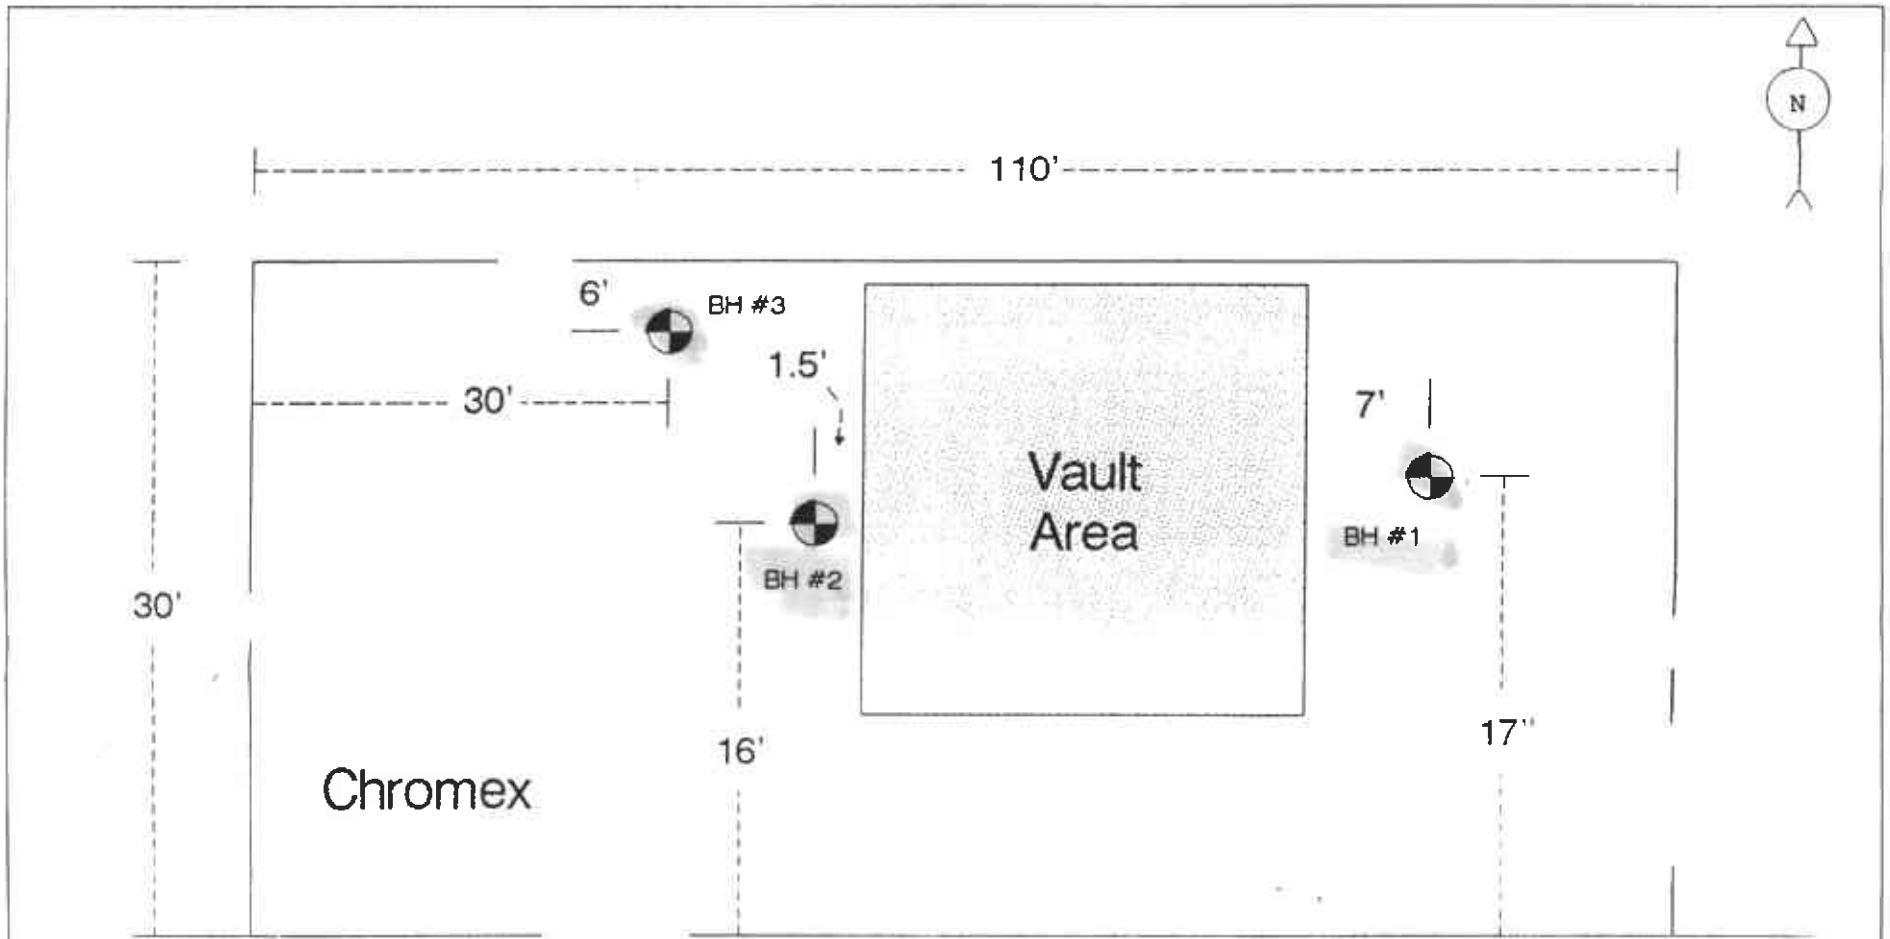 N
110'
6'
BH #3
1.5'
30'
7'
Vault
Area
BH #1
BH #2
30'
16'
17''
Chromex